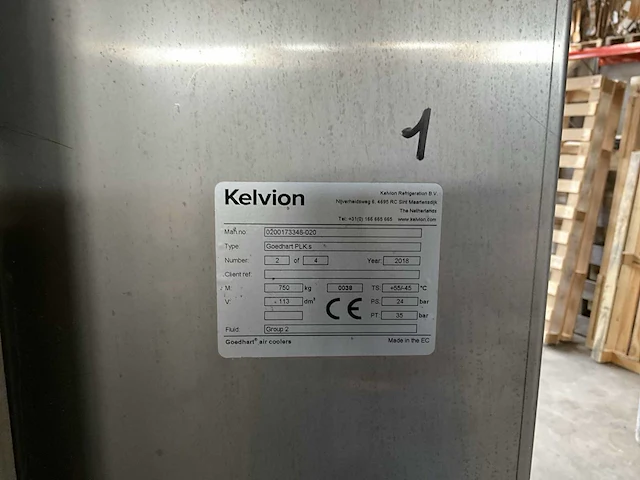 1
Kelvion
Kelvion Refrigeration B.V.
Nijverheidsweg 6, 4695 RC Sint Maartensdijk
The Netherlands
Tel: +31(0) 166 665 665 www.kelvion.com
Man.no: 0200173348-020
Type: Goedhart PLK.s
Number: 2 of 4 Year: 2018
Client ref.:
M: 750 kg 0038 TS: +55/-45 °C
V: 113 dm³ CE PS: 24 bar
PT: 35 bar
Fluid: Group 2
Goedhart® air coolers Made in the EC